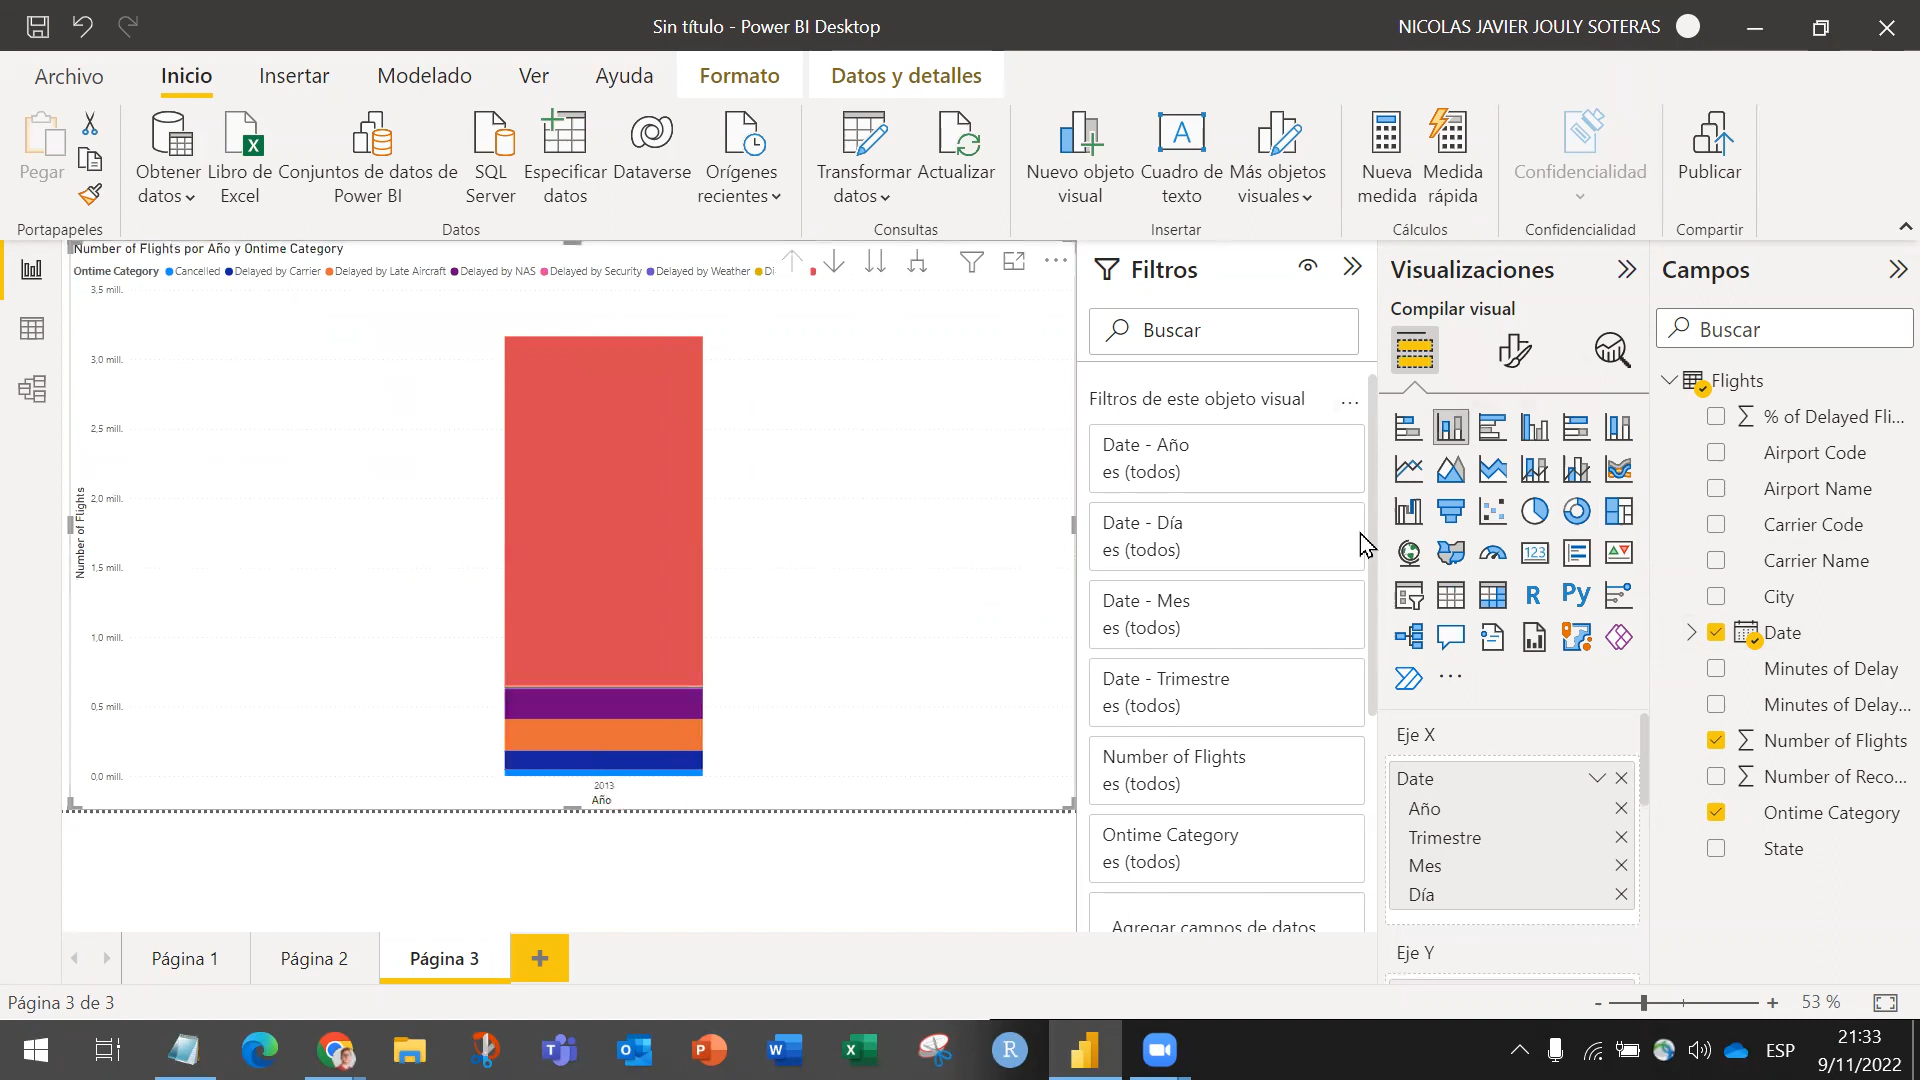 Sin título - Power BI Desktop
NICOLAS JAVIER JOULY SOTERAS
Archivo
Inicio
Insertar
Modelado
Ver
Ayuda
Formato
Datos y detalles
Pegar
Obtener datos
Libro de Excel
Conjuntos de datos de Power BI
SQL Server
Especificar datos
Dataverse
Orígenes recientes
Transformar datos
Actualizar
Nuevo objeto visual
Cuadro de texto
Más objetos visuales
Nueva medida
Medida rápida
Confidencialidad
Publicar
Portapapeles
Datos
Consultas
Insertar
Cálculos
Confidencialidad
Compartir
Number of Flights por Año y Ontime Category
Ontime Category Cancelled Delayed by Carrier Delayed by Late Aircraft Delayed by NAS Delayed by Security Delayed by Weather Di
3,5 mill.
3,0 mill.
2,5 mill.
2,0 mill.
1,5 mill.
1,0 mill.
0,5 mill.
0,0 mill.
Number of Flights
2013
Año
Filtros
Buscar
Filtros de este objeto visual
Date - Año
es (todos)
Date - Día
es (todos)
Date - Mes
es (todos)
Date - Trimestre
es (todos)
Number of Flights
es (todos)
Ontime Category
es (todos)
Agregar campos de datos
Visualizaciones
Compilar visual
123
R
Py
Eje X
Date
Año
Trimestre
Mes
Día
Eje Y
Campos
Buscar
Flights
% of Delayed Fli...
Airport Code
Airport Name
Carrier Code
Carrier Name
City
Date
Minutes of Delay
Minutes of Delay...
Number of Flights
Number of Reco...
Ontime Category
State
Página 1
Página 2
Página 3
Página 3 de 3
53 %
ESP
21:33
9/11/2022